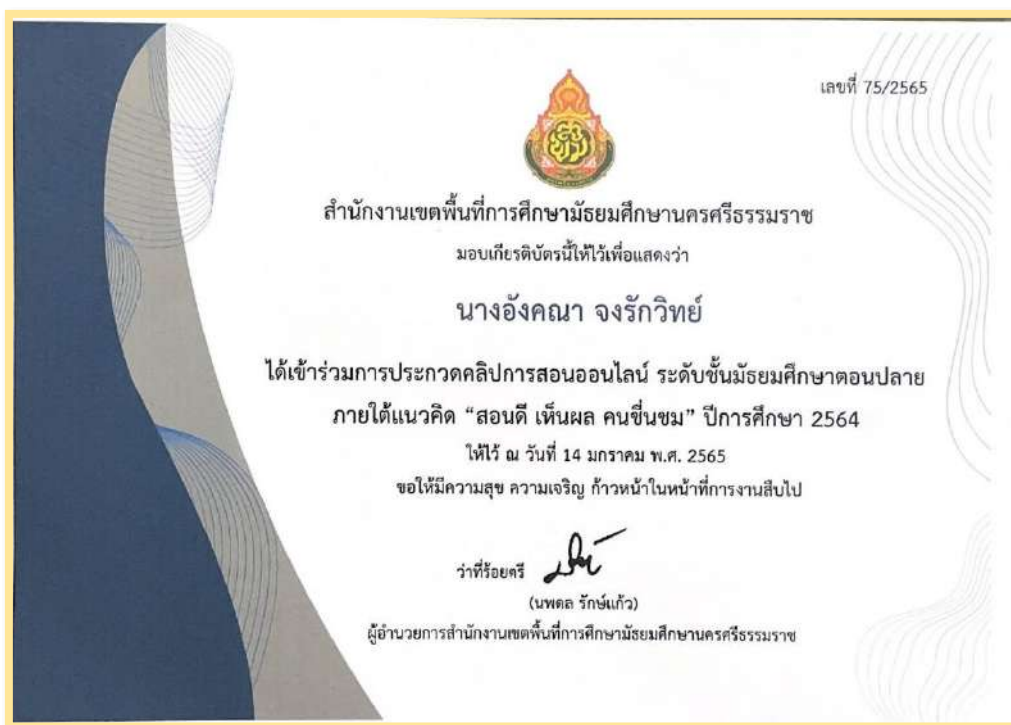 เลขที่ 75/2565
สำนักงานเขตพื้นที่การศึกษามัธยมศึกษานครศรีธรรมราช
มอบเกียรติบัตรนี้ให้ไว้เพื่อแสดงว่า
นางอังคณา จงรักวิทย์
ได้เข้าร่วมการประกวดคลิปการสอนออนไลน์ ระดับชั้นมัธยมศึกษาตอนปลาย
ภายใต้แนวคิด “สอนดี เห็นผล คนชื่นชม” ปีการศึกษา 2564
ให้ไว้ ณ วันที่ 14 มกราคม พ.ศ. 2565
ขอให้มีความสุข ความเจริญ ก้าวหน้าในหน้าที่การงานสืบไป
ว่าที่ร้อยตรี
(นพดล รักษ์แก้ว)
ผู้อำนวยการสำนักงานเขตพื้นที่การศึกษามัธยมศึกษานครศรีธรรมราช